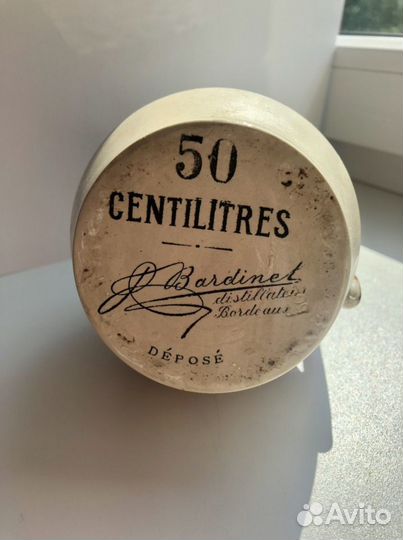 50
CENTILITRES
P Bardinet
distillateur
Bordeaux
DÉPOSÉ
Avito